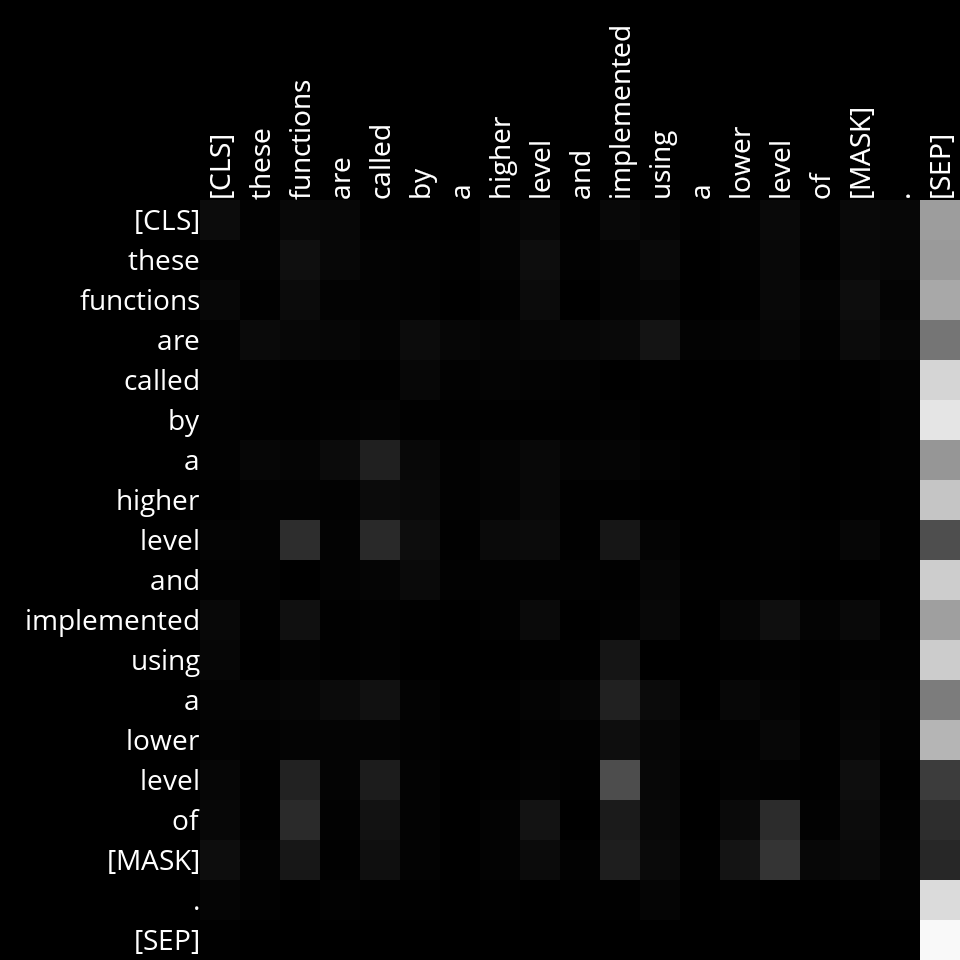 [CLS] these functions are called by a higher level and implemented using a lower level of [MASK] . [SEP]
[CLS]
these
functions
are
called
by
a
higher
level
and
implemented
using
a
lower
level
of
[MASK]
.
[SEP]